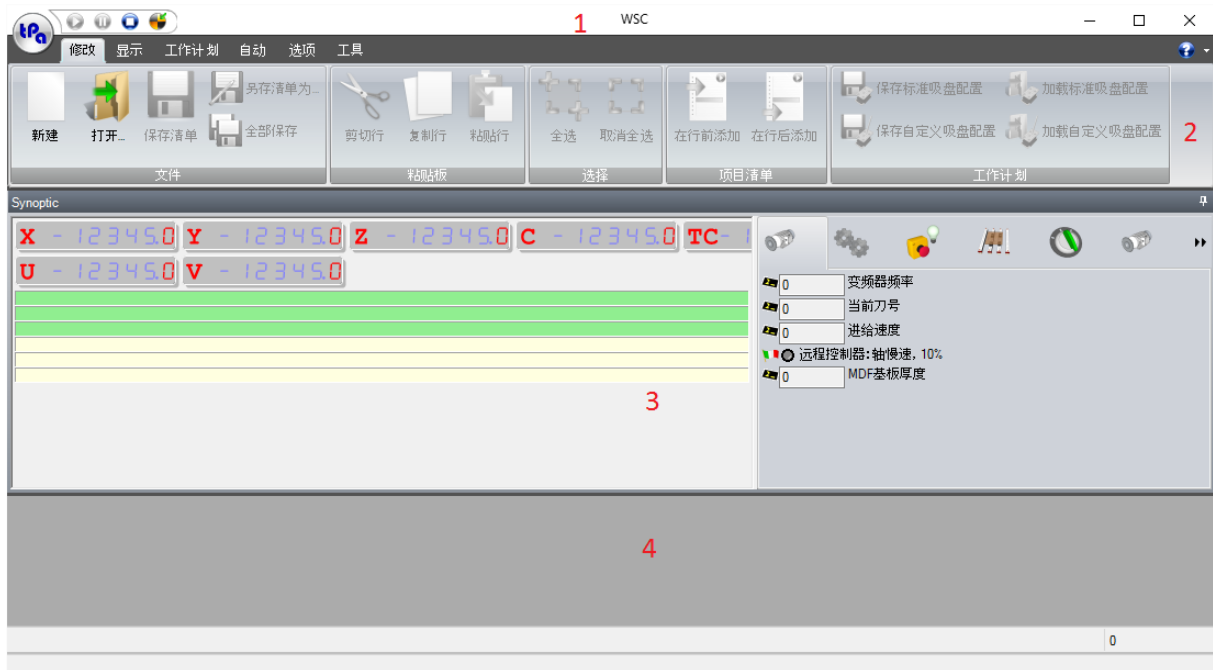 tPa
1
WSC
修改 显示 工作计划 自动 选项 工具
新建
打开...
保存清单
另存清单为...
全部保存
文件
剪切行
复制行
粘贴行
粘贴板
全选
取消全选
选择
在行前添加
在行后添加
项目清单
保存标准吸盘配置
加载标准吸盘配置
保存自定义吸盘配置
加载自定义吸盘配置
工作计划
2
Synoptic
X - 12345.0 Y - 12345.0 Z - 12345.0 C - 12345.0 TC- 1
U - 12345.0 V - 12345.0
0 变频器频率
0 当前刀号
0 进给速度
远程控制器:轴慢速, 10%
0 MDF基板厚度
3
4
0